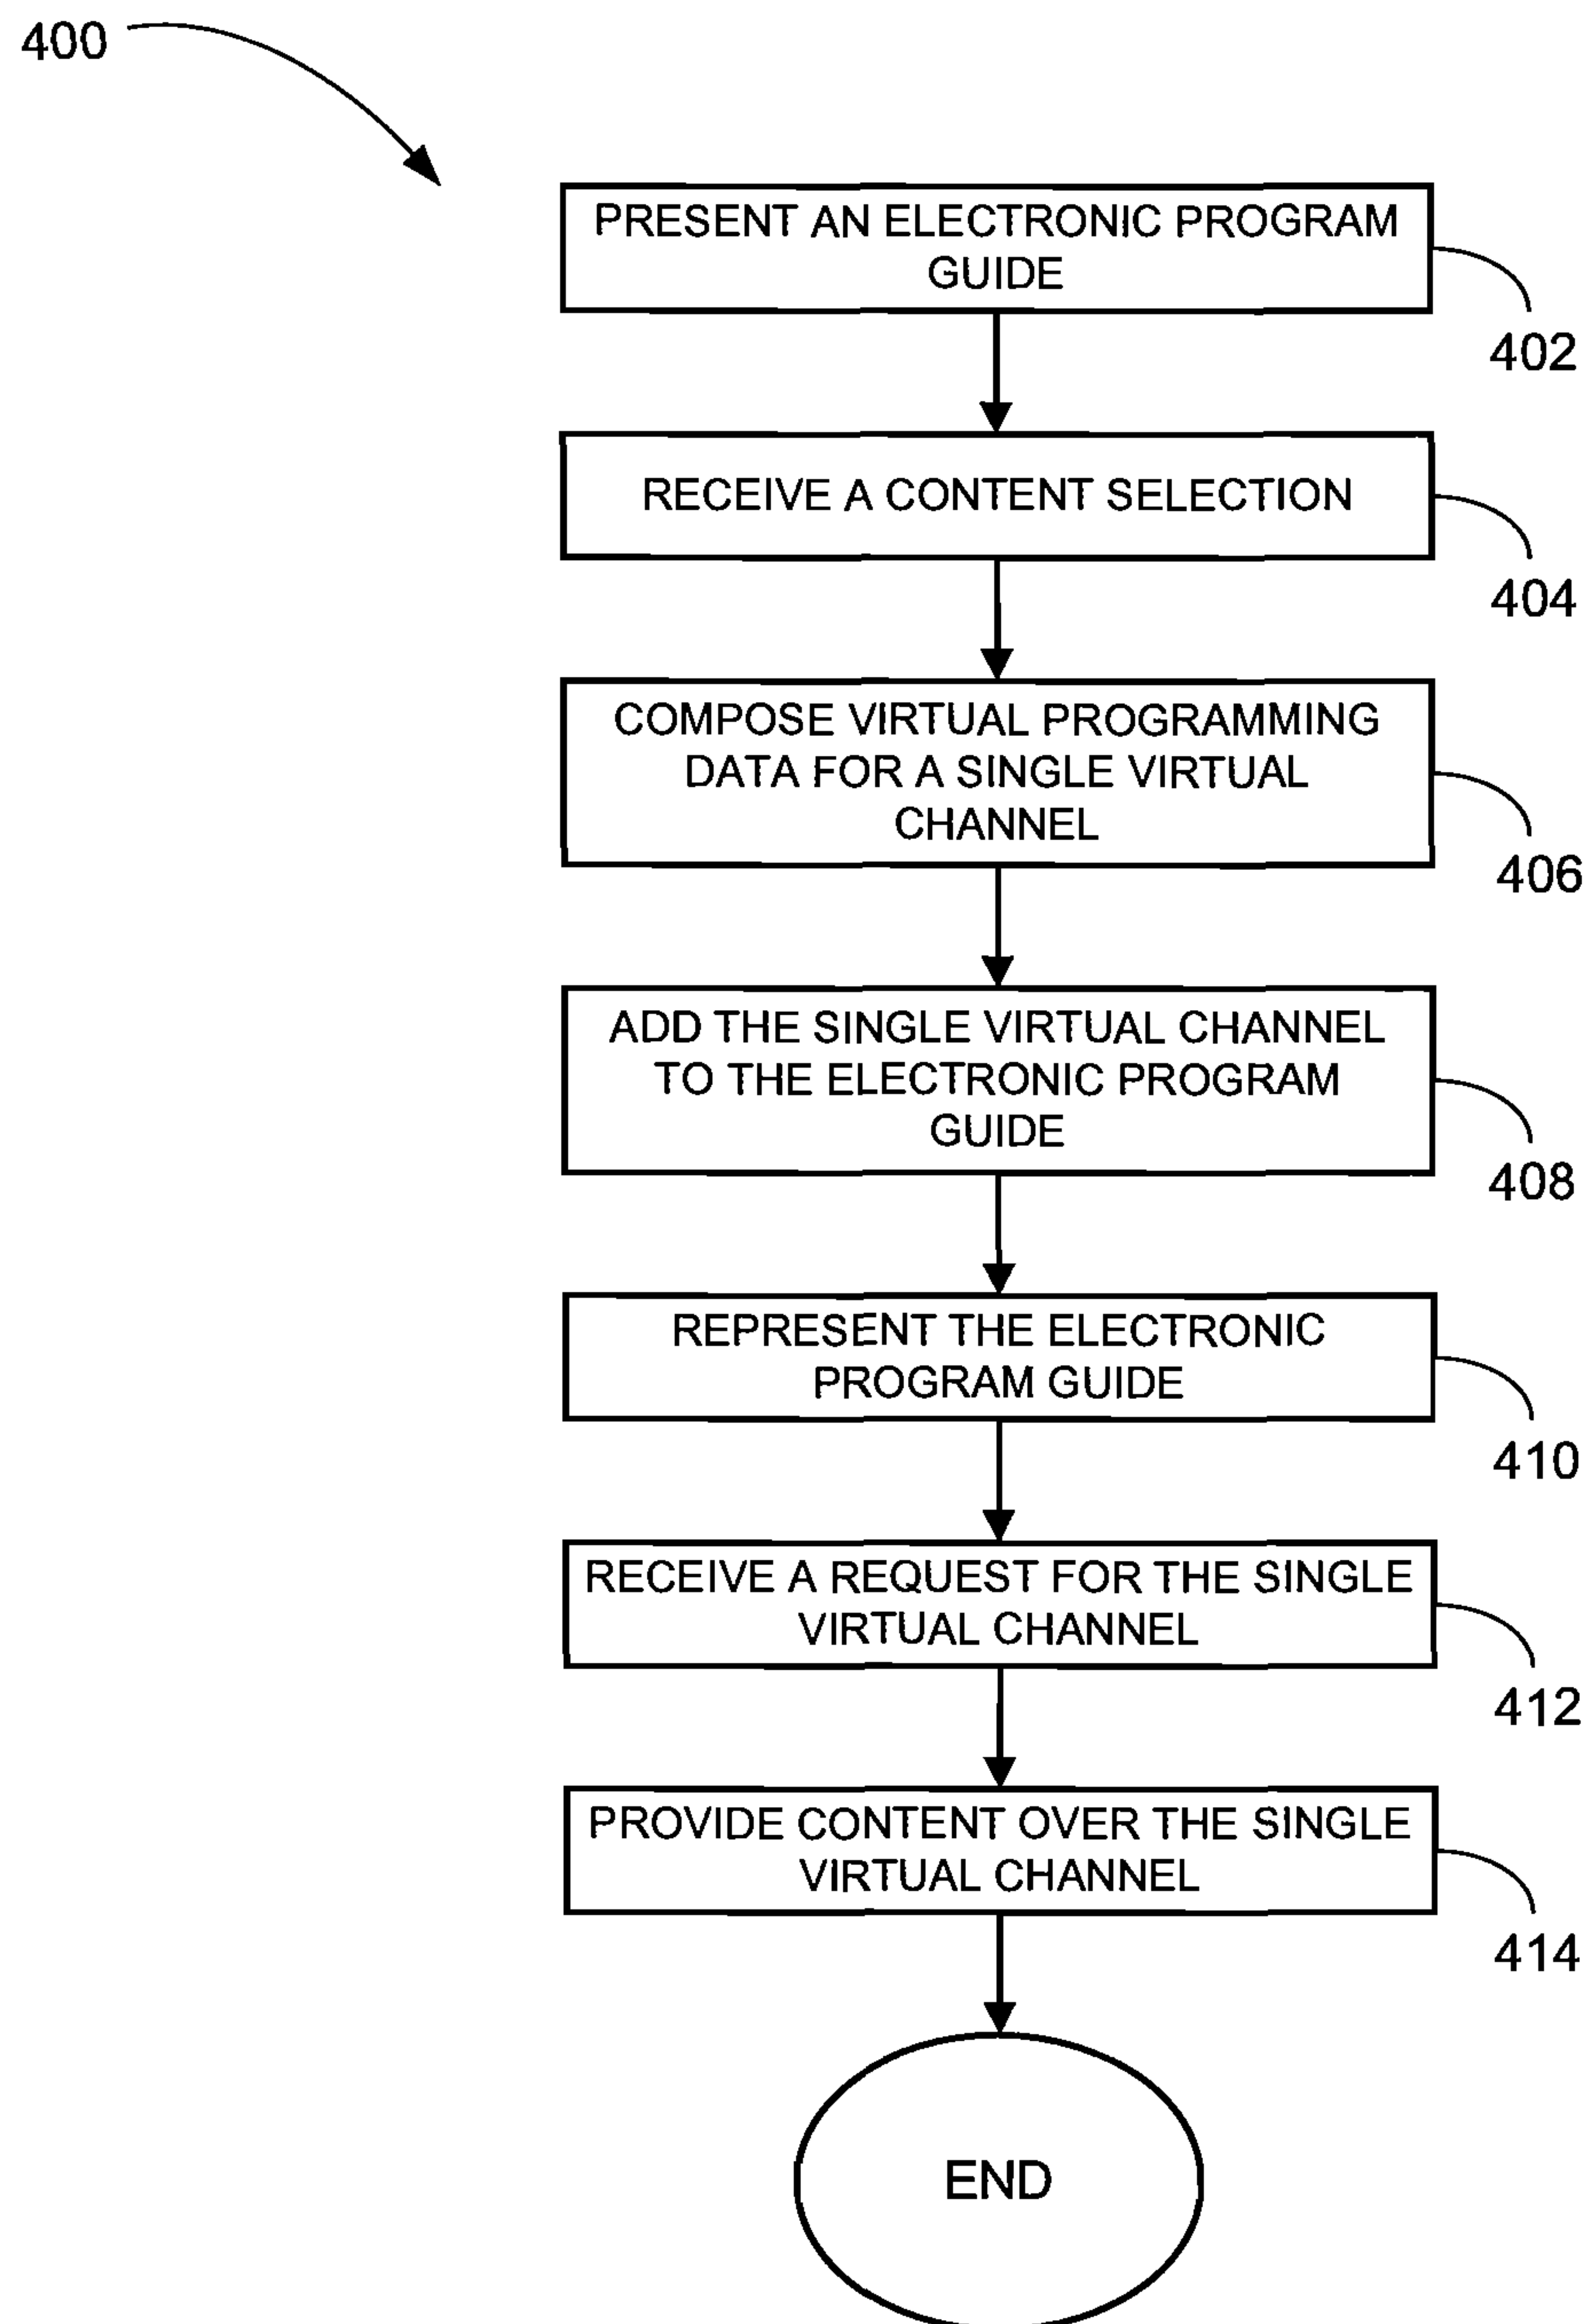 400
PRESENT AN ELECTRONIC PROGRAM
GUIDE
402
RECEIVE A CONTENT SELECTION
404
COMPOSE VIRTUAL PROGRAMMING
DATA FOR A SINGLE VIRTUAL
CHANNEL
406
ADD THE SINGLE VIRTUAL CHANNEL
TO THE ELECTRONIC PROGRAM
GUIDE
408
REPRESENT THE ELECTRONIC
PROGRAM GUIDE
410
RECEIVE A REQUEST FOR THE SINGLE
VIRTUAL CHANNEL
412
PROVIDE CONTENT OVER THE SINGLE
VIRTUAL CHANNEL
414
END